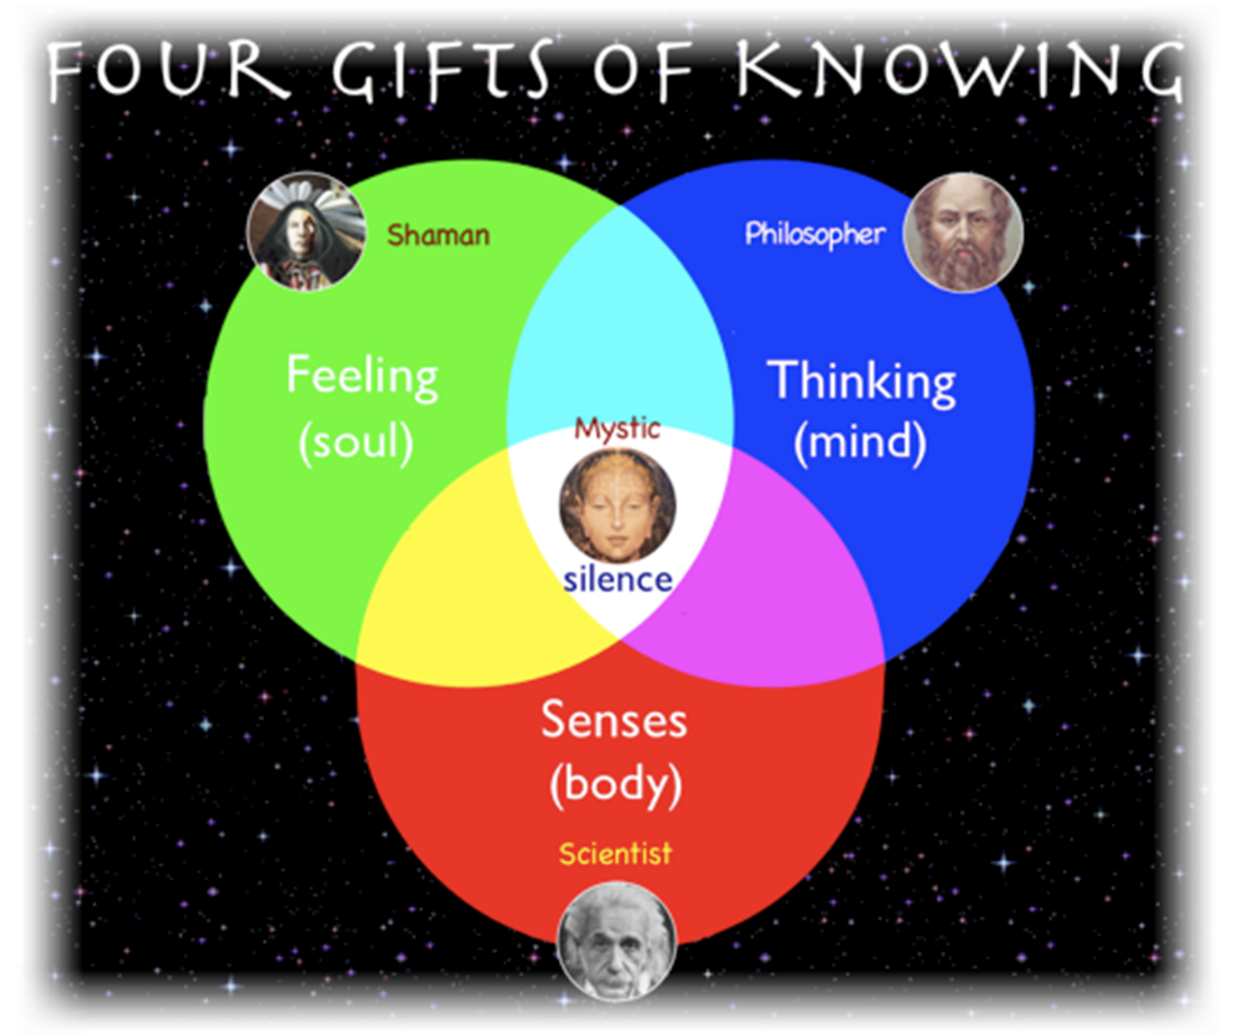 FOUR GIFTS OF KNOWING
Shaman
Philosopher
Feeling
(soul)
Thinking
(mind)
Mystic
silence
Senses
(body)
Scientist